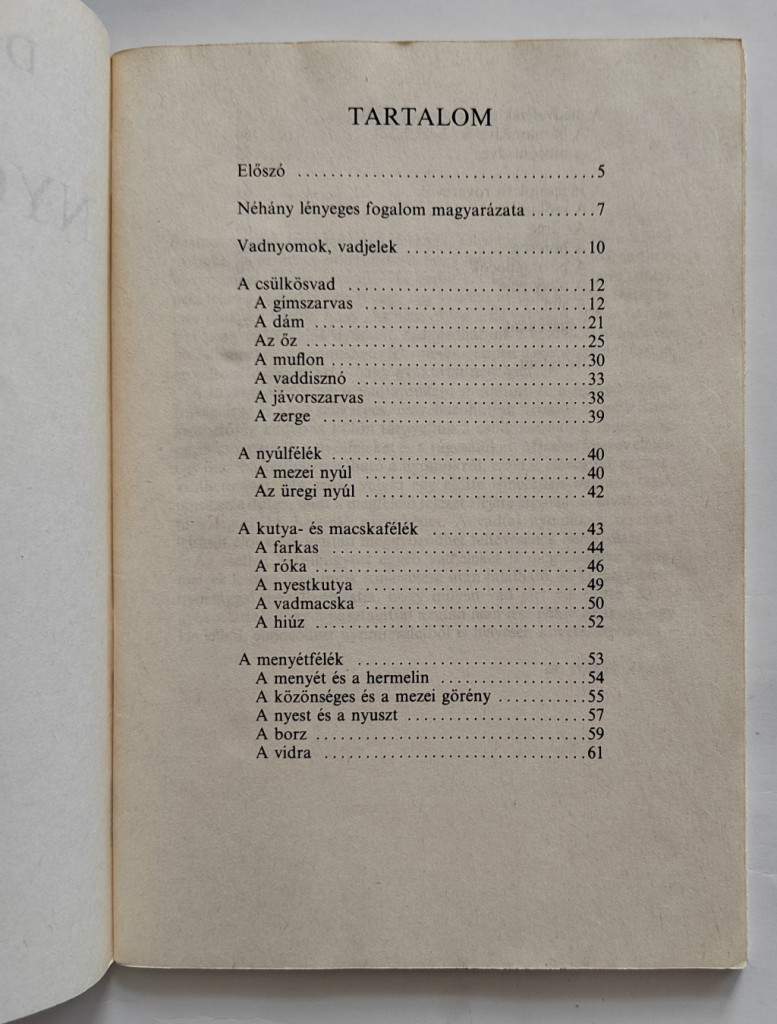 TARTALOM
Előszó ..................................5
Néhány lényeges fogalom magyarázata ........7
Vadnyomok, vadjelek .....................10
A csülkösvad ...........................12
A gímszarvas .........................12
A dám ...............................21
Az őz ................................25
A muflon .............................30
A vaddisznó ..........................33
A jávorszarvas ........................38
A zerge ..............................39
A nyúlfélék .............................40
A mezei nyúl .........................40
Az üregi nyúl ..........................42
A kutya- és macskafélék ..................43
A farkas .............................44
A róka ...............................46
A nyestkutya .........................49
A vadmacska ..........................50
A hiúz ...............................52
A menyétfélék ..........................53
A menyét és a hermelin ..................54
A közönséges és a mezei görény ..........55
A nyest és a nyuszt .....................57
A borz ...............................59
A vidra ..............................61